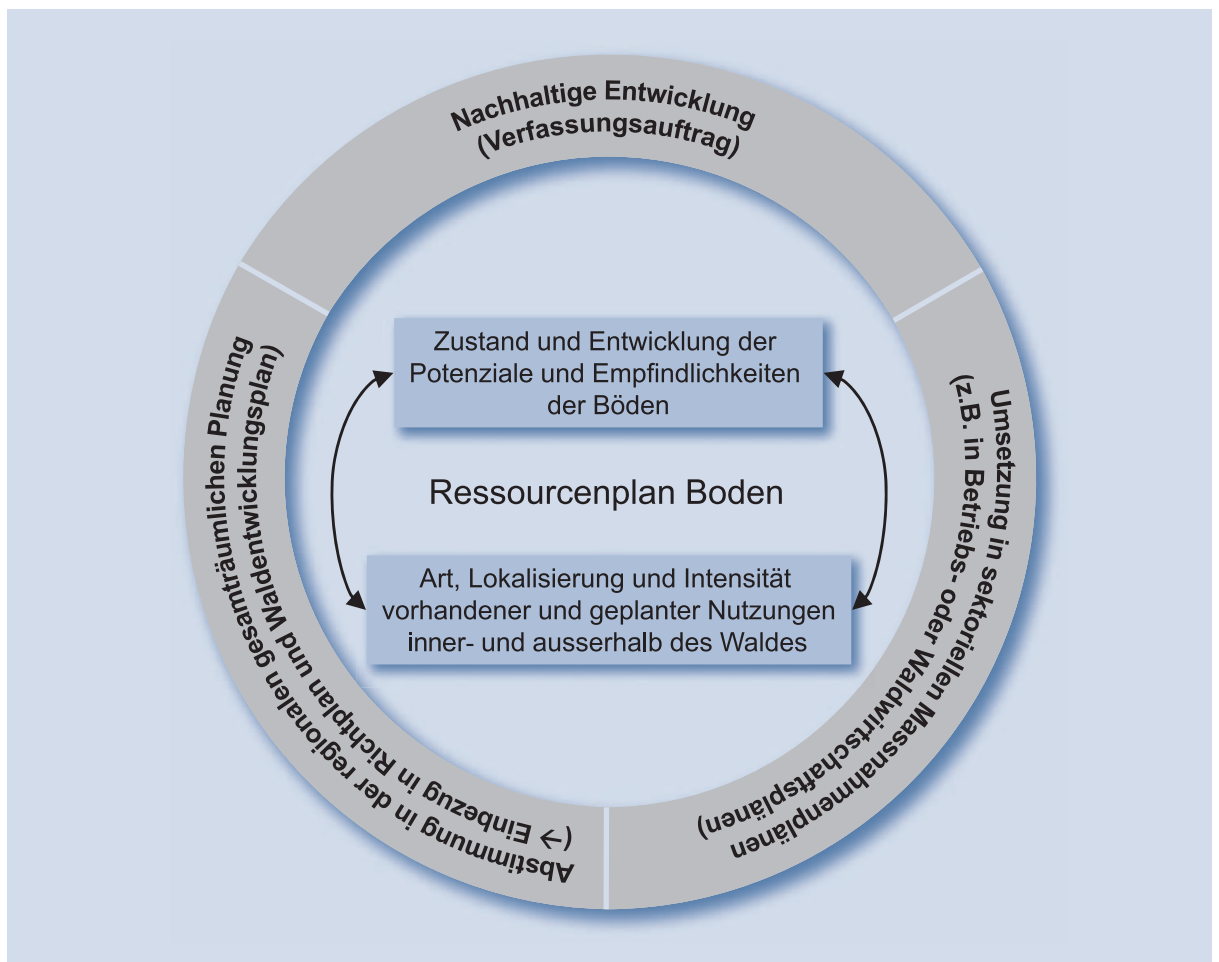 Nachhaltige Entwicklung
(Verfassungsauftrag)
Zustand und Entwicklung der
Potenziale und Empfindlichkeiten
der Böden
Ressourcenplan Boden
Art, Lokalisierung und Intensität
vorhandener und geplanter Nutzungen
inner- und ausserhalb des Waldes
Umsetzung in sektoriellen Massnahmenplänen
(z.B. in Betriebs- oder Waldwirtschaftsplänen)
Abstimmung in der regionalen gesamträumlichen Planung
(→ Einbezug in Richtplan und Waldentwicklungsplan)